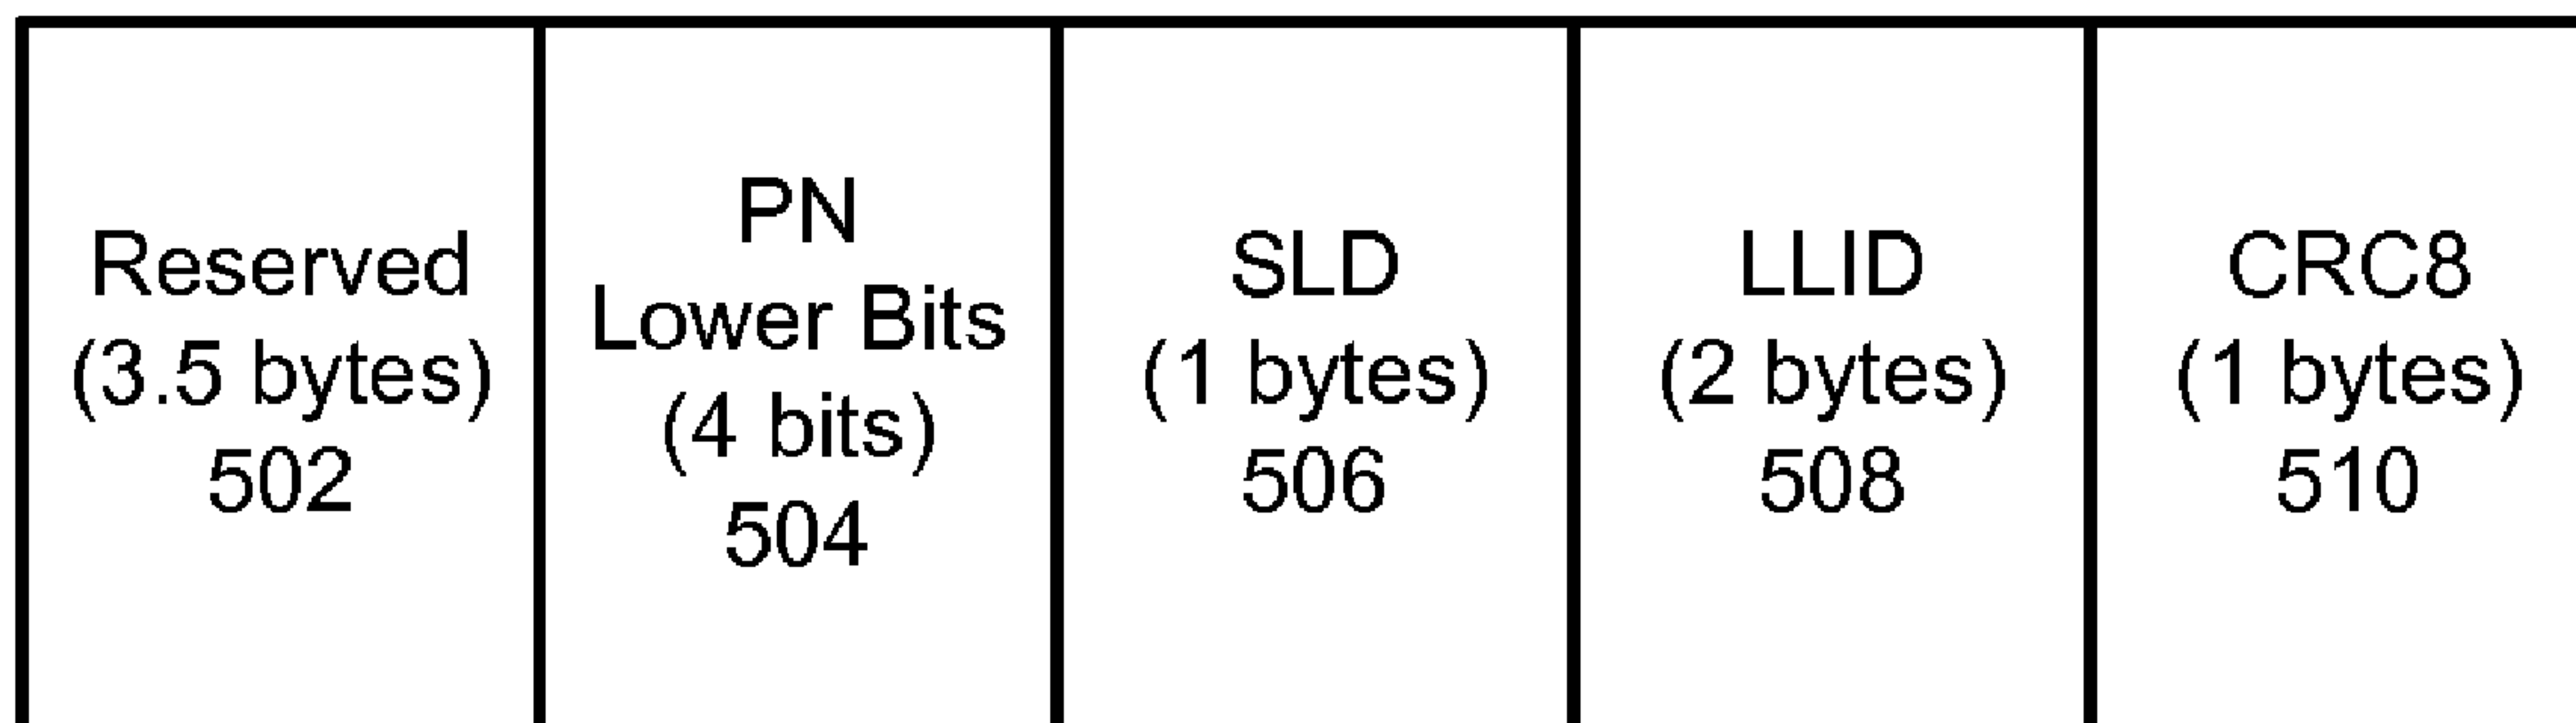 Reserved
(3.5 bytes)
502
PN
Lower Bits
(4 bits)
504
SLD
(1 bytes)
506
LLID
(2 bytes)
508
CRC8
(1 bytes)
510